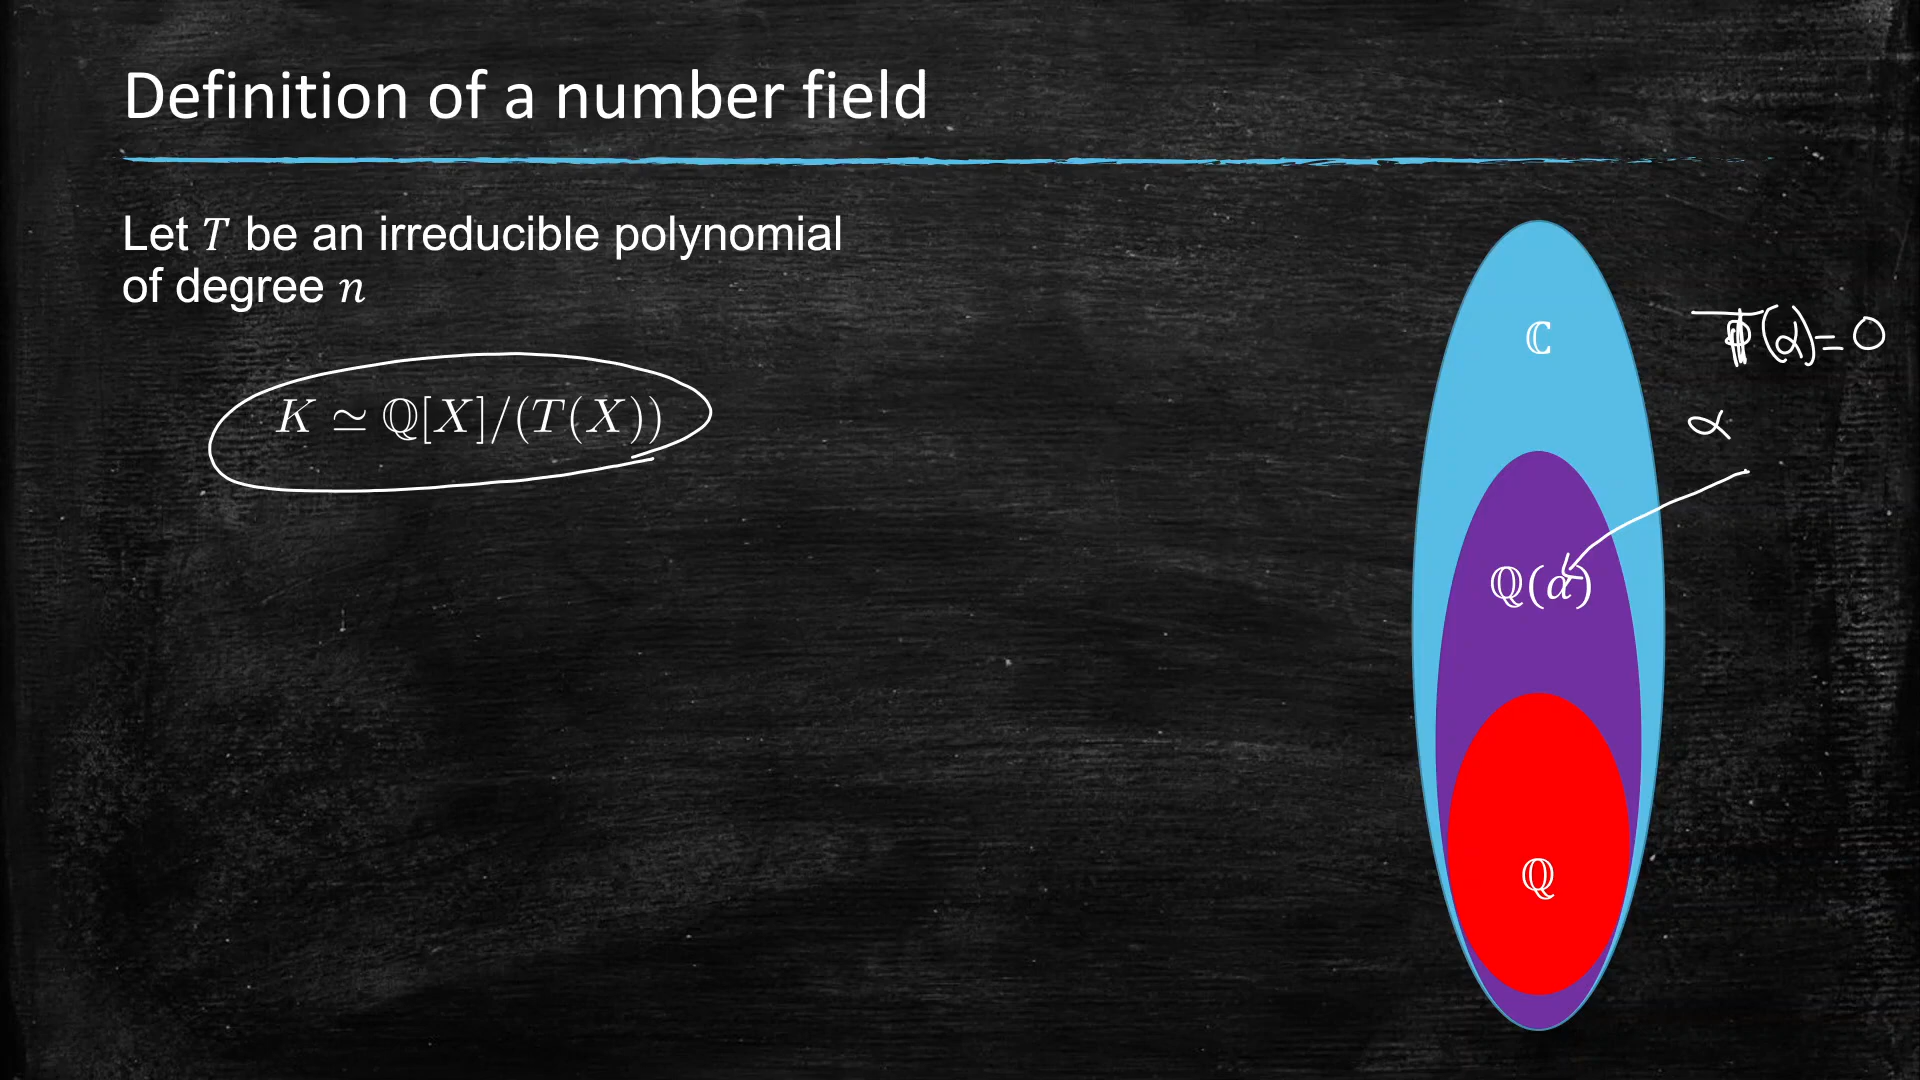 Definition of a number field
Let T be an irreducible polynomial
of degree n
K ≃ ℚ[X]/(T(X))
ℂ
T(α)=0
α
ℚ(α)
ℚ